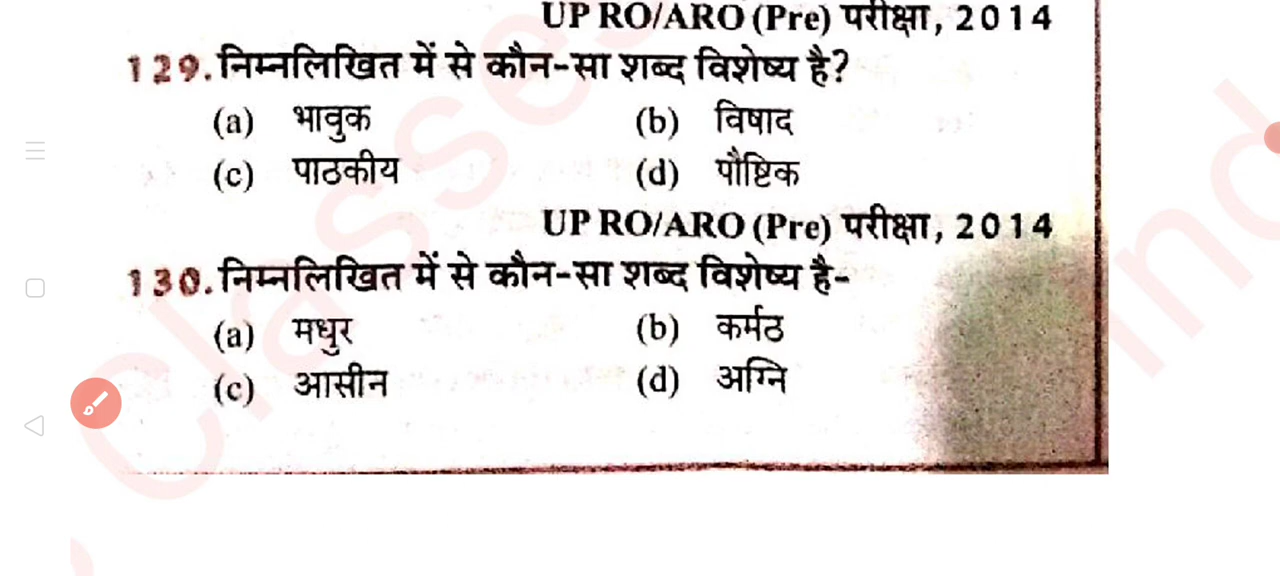 UP RO/ARO (Pre) परीक्षा, 2014
129. निम्नलिखित में से कौन-सा शब्द विशेष्य है?
(a) भावुक (b) विषाद
(c) पाठकीय (d) पौष्टिक
UP RO/ARO (Pre) परीक्षा, 2014
130. निम्नलिखित में से कौन-सा शब्द विशेष्य है-
(a) मधुर (b) कर्मठ
(c) आसीन (d) अग्नि
Classes